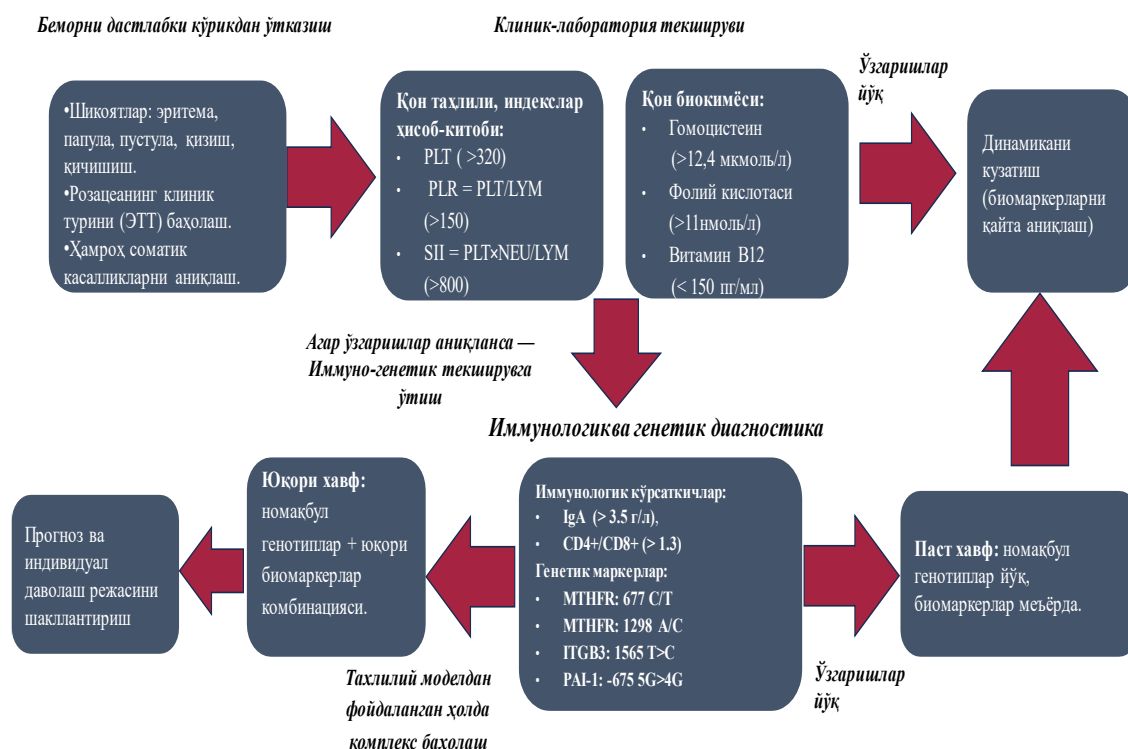 Беморни дастлабки кўрикдан ўтказиш
Клиник-лаборатория текшируви
•Шикоятлар: эритема,
папула, пустула, қизиш,
қичишиш.
•Розацеанинг клиник
турини (ЭТТ) баҳолаш.
•Ҳамроҳ соматик
касалликларни аниқлаш.
Қон таҳлили, индекслар
ҳисоб-китоби:
• PLT ( >320)
• PLR = PLT/LYM
(>150)
• SII = PLT×NEU/LYM
(>800)
Қон биокимёси:
• Гомоцистеин
(>12,4 мкмоль/л)
• Фолий кислотаси
(>11нмоль/л)
• Витамин В12
(< 150 пг/мл)
Ўзгаришлар
йўқ
Динамикани
кузатиш
(биомаркерларни
қайта аниқлаш)
Агар ўзгаришлар аниқланса —
Иммуно-генетик текширувга
ўтиш
Иммунологиква генетик диагностика
Прогноз ва
индивидуал
даволаш режасини
шакллантириш
Юқори хавф:
номақбул
генотиплар + юқори
биомаркерлар
комбинацияси.
Иммунологик кўрсаткичлар:
• IgA (> 3.5 г/л),
• CD4+/CD8+ (> 1.3)
Генетик маркерлар:
• MTHFR: 677 C/T
• MTHFR: 1298 A/C
• ITGB3: 1565 T>C
• PAI-1: -675 5G>4G
Паст хавф: номақбул
генотиплар йўқ,
биомаркерлар меъёрда.
Ўзгаришлар
йўқ
Тахлилий моделдан
фойдаланган ҳолда
комплекс баҳолаш